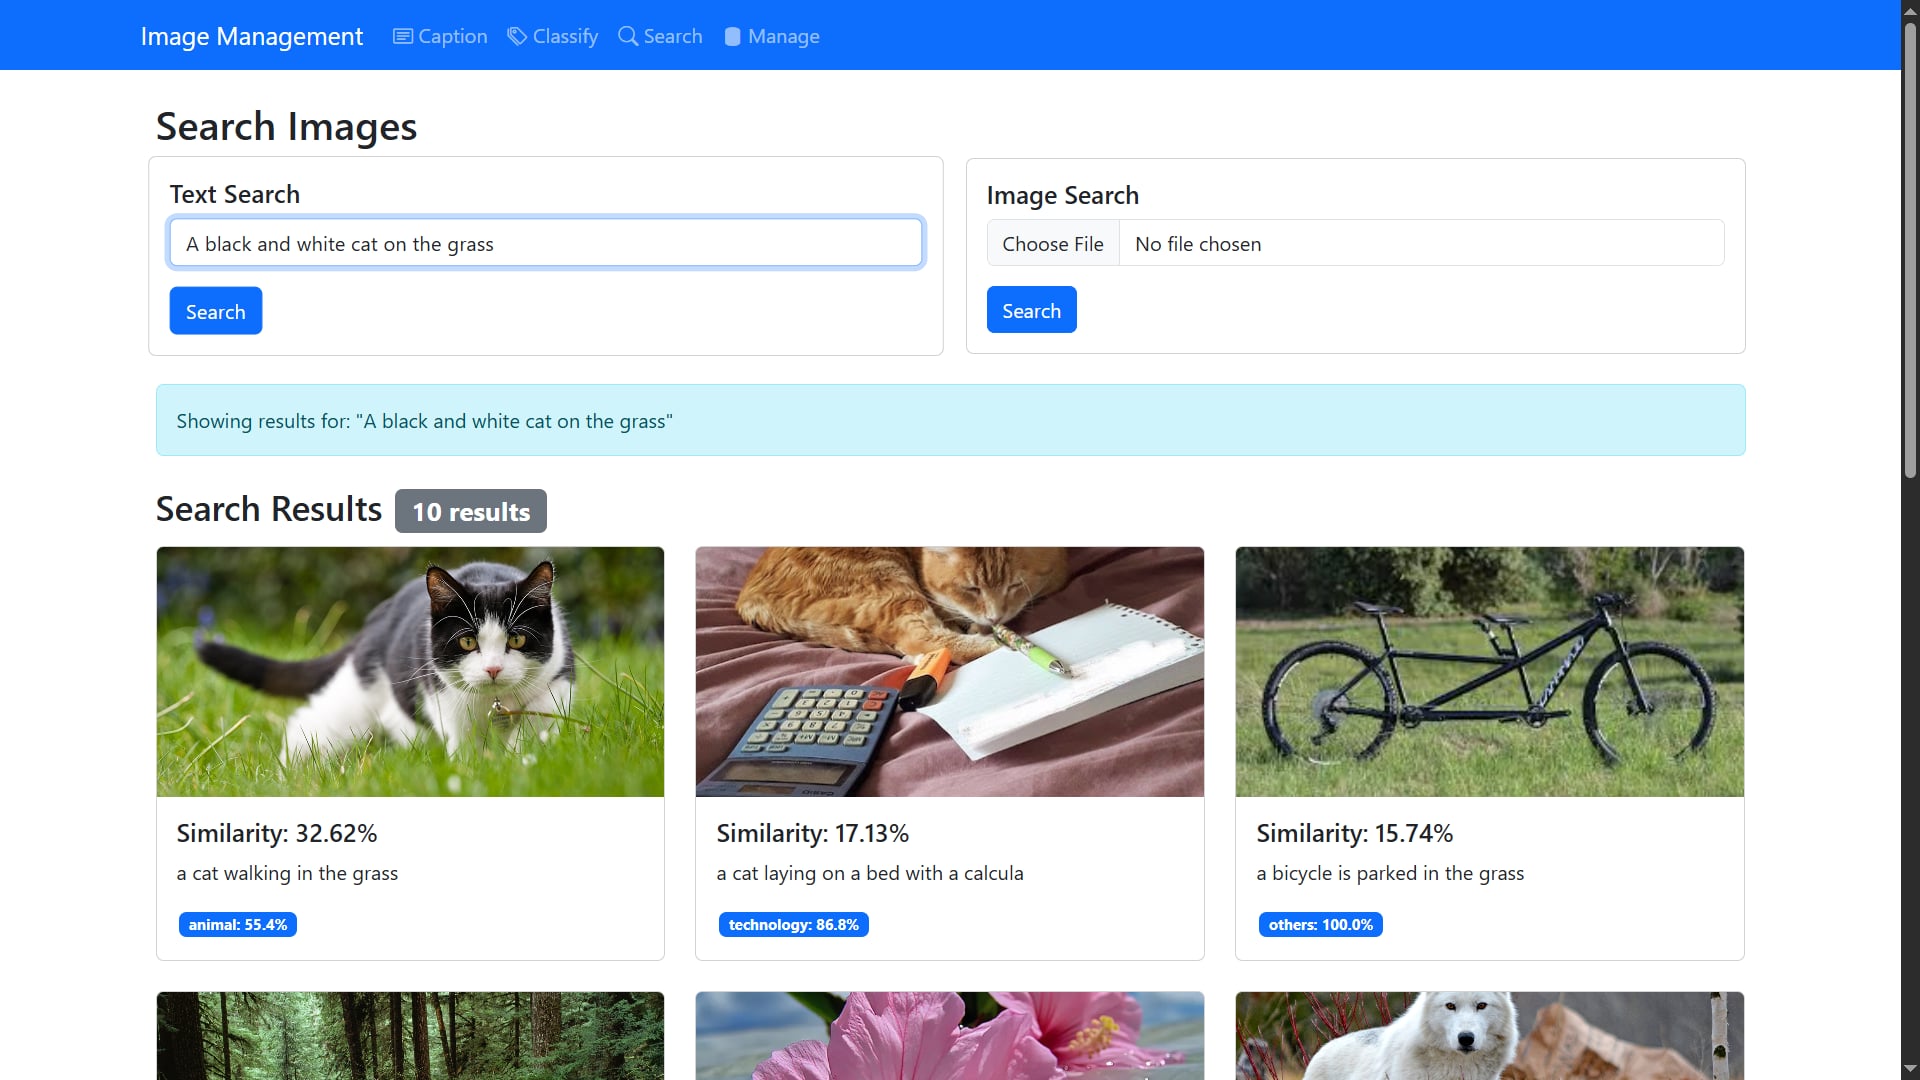 Image Management Caption Classify Search Manage
Search Images
Text Search
A black and white cat on the grass
Search
Image Search
Choose File No file chosen
Search
Showing results for: "A black and white cat on the grass"
Search Results 10 results
Similarity: 32.62%
a cat walking in the grass
animal: 55.4%
Similarity: 17.13%
a cat laying on a bed with a calcula
technology: 86.8%
Similarity: 15.74%
a bicycle is parked in the grass
others: 100.0%